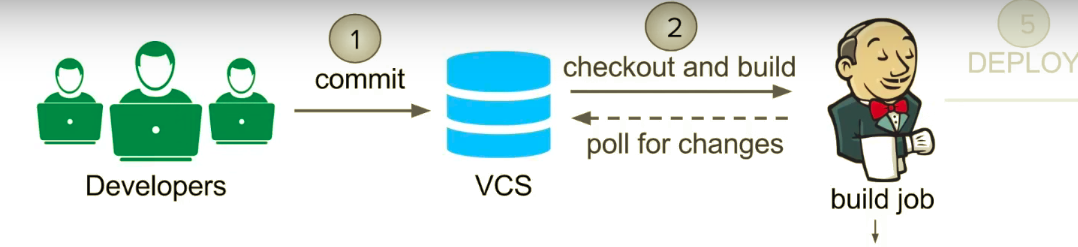 1
commit
Developers
VCS
2
checkout and build
poll for changes
build job
5
DEPLOY